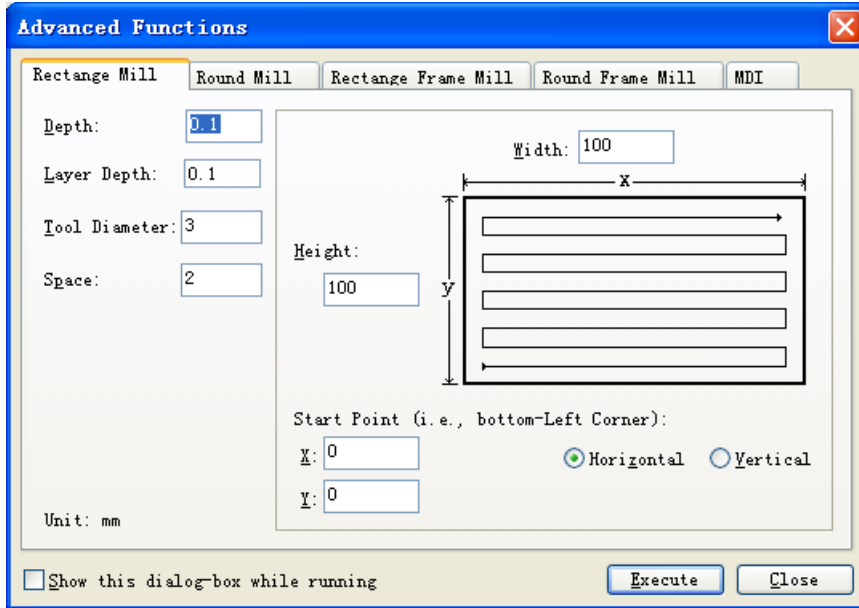 Advanced Functions
Rectange Mill Round Mill Rectange Frame Mill Round Frame Mill MDI
Depth: 0.1
Layer Depth: 0.1
Tool Diameter: 3
Space: 2
Width: 100
X
Height:
100
y
Start Point (i.e., bottom-Left Corner):
X: 0
Horizontal Vertical
Y: 0
Unit: mm
Show this dialog-box while running
Execute Close